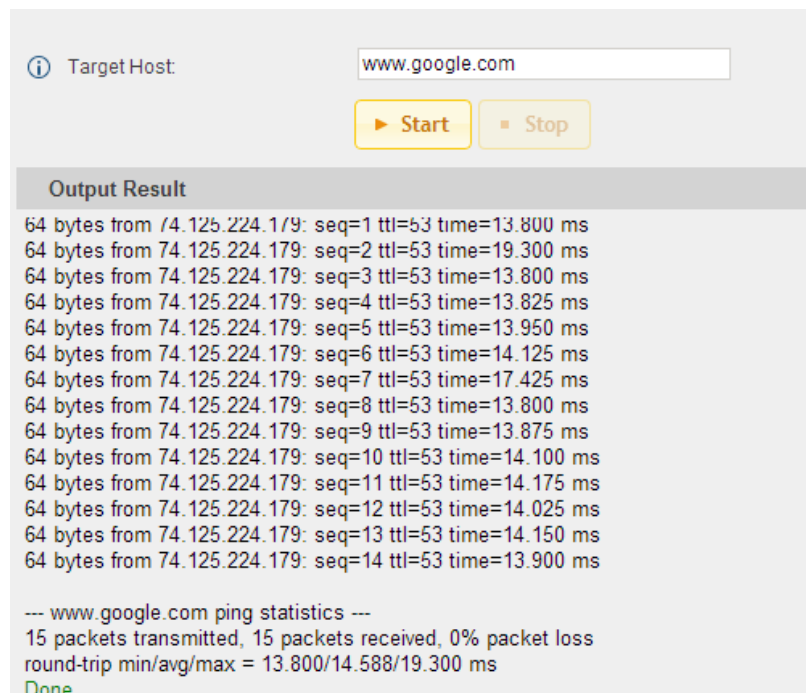 Target Host:
www.google.com
Start
Stop
Output Result
64 bytes from 74.125.224.179: seq=1 ttl=53 time=13.800 ms
64 bytes from 74.125.224.179: seq=2 ttl=53 time=19.300 ms
64 bytes from 74.125.224.179: seq=3 ttl=53 time=13.800 ms
64 bytes from 74.125.224.179: seq=4 ttl=53 time=13.825 ms
64 bytes from 74.125.224.179: seq=5 ttl=53 time=13.950 ms
64 bytes from 74.125.224.179: seq=6 ttl=53 time=14.125 ms
64 bytes from 74.125.224.179: seq=7 ttl=53 time=17.425 ms
64 bytes from 74.125.224.179: seq=8 ttl=53 time=13.800 ms
64 bytes from 74.125.224.179: seq=9 ttl=53 time=13.875 ms
64 bytes from 74.125.224.179: seq=10 ttl=53 time=14.100 ms
64 bytes from 74.125.224.179: seq=11 ttl=53 time=14.175 ms
64 bytes from 74.125.224.179: seq=12 ttl=53 time=14.025 ms
64 bytes from 74.125.224.179: seq=13 ttl=53 time=14.150 ms
64 bytes from 74.125.224.179: seq=14 ttl=53 time=13.900 ms
--- www.google.com ping statistics ---
15 packets transmitted, 15 packets received, 0% packet loss
round-trip min/avg/max = 13.800/14.588/19.300 ms
Done